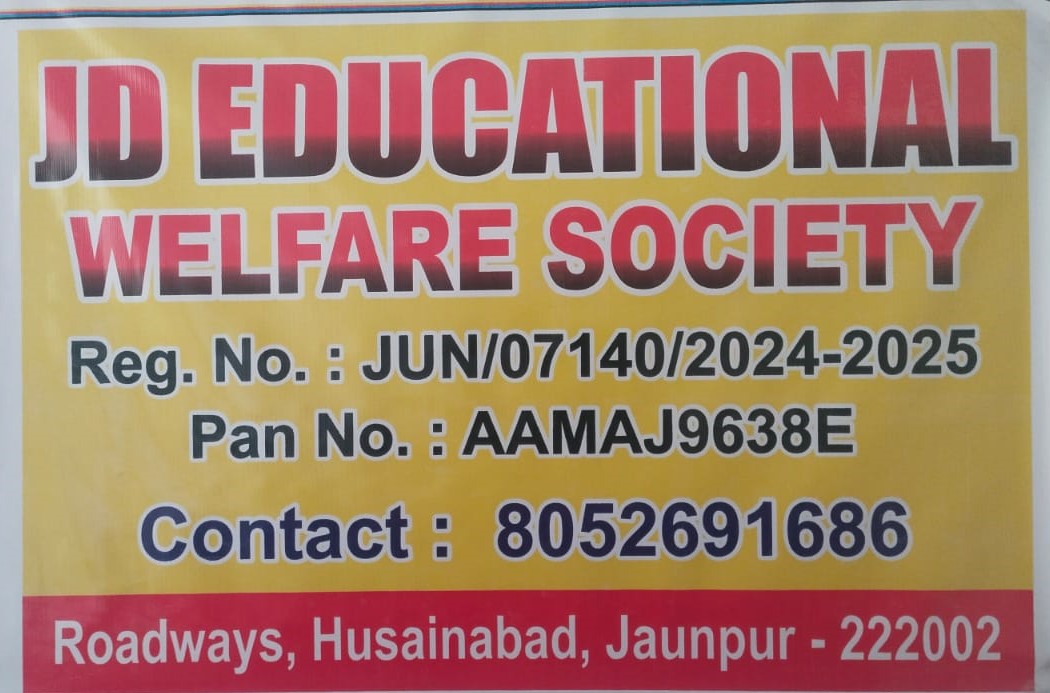 JD EDUCATIONAL
WELFARE SOCIETY
Reg. No. : JUN/07140/2024-2025
Pan No. : AAMAJ9638E
Contact : 8052691686
Roadways, Husainabad, Jaunpur - 222002